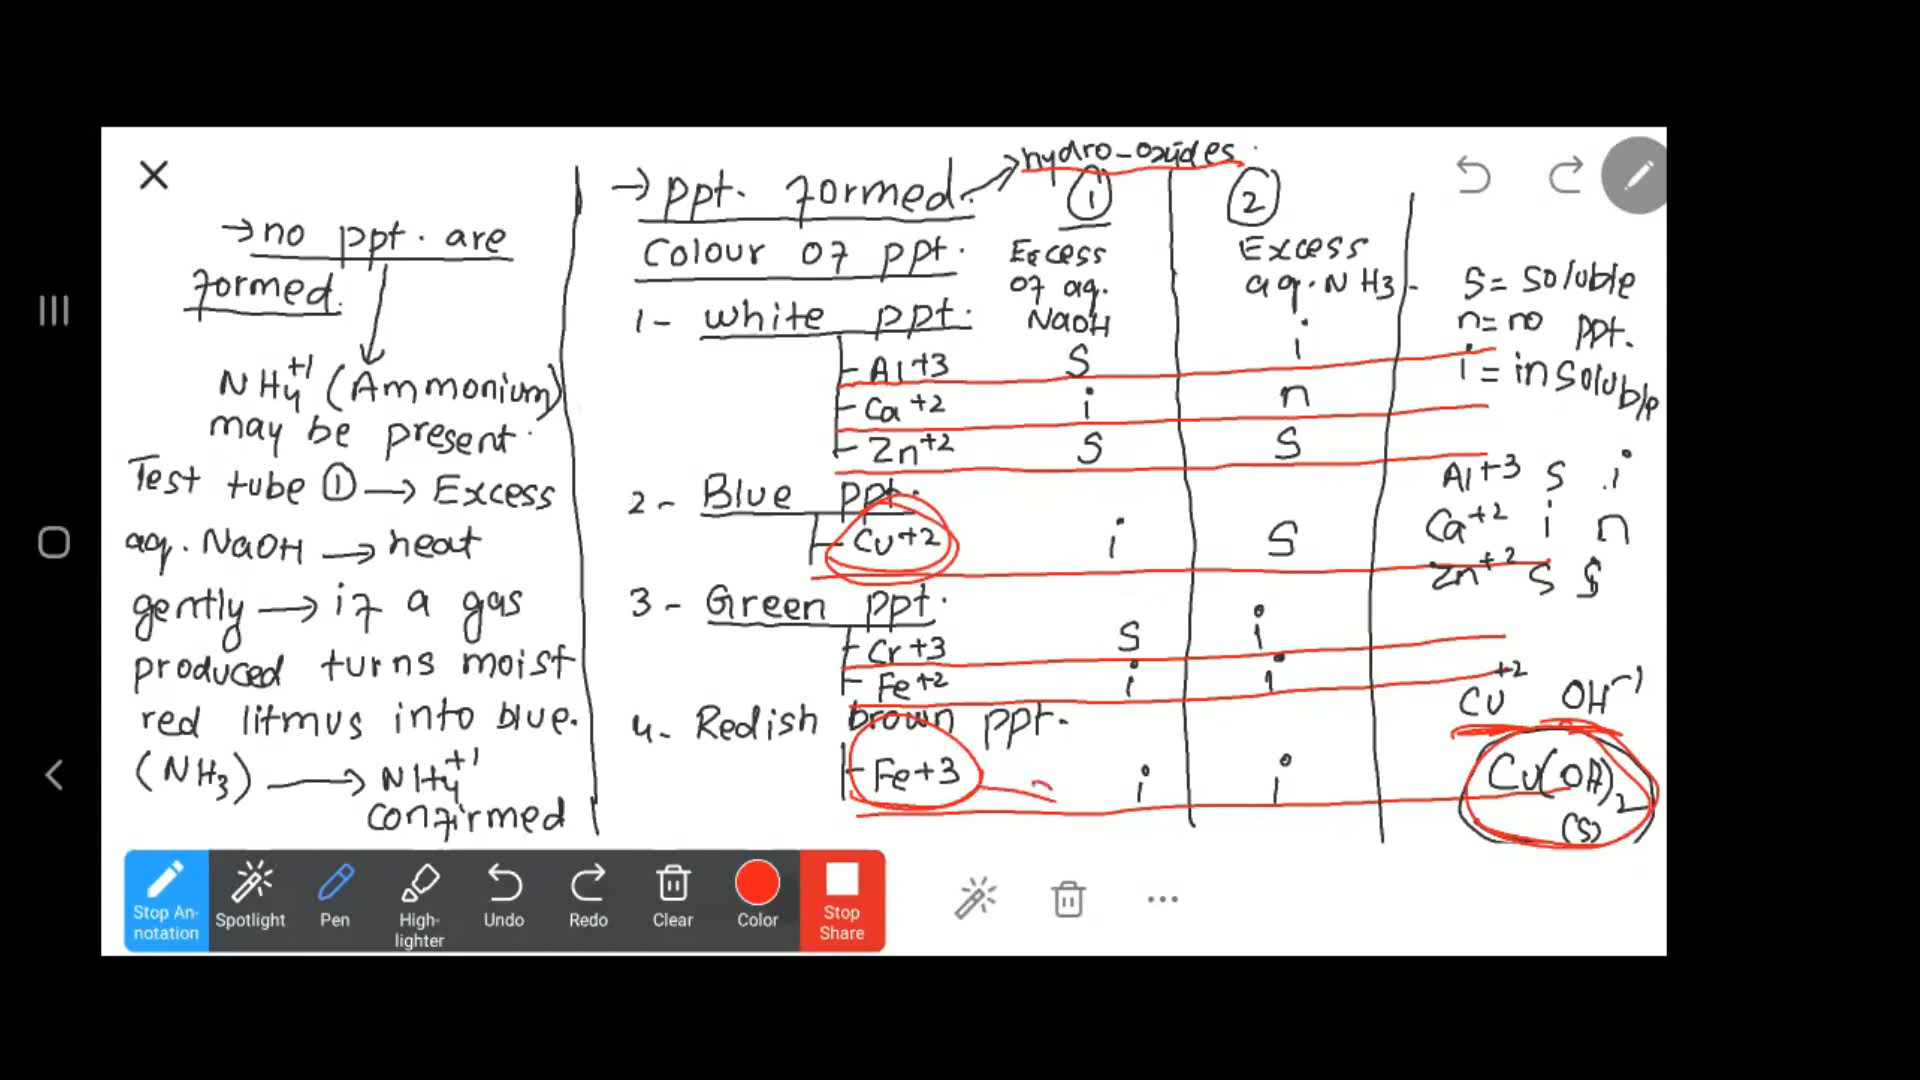 → no ppt. are
formed.
NH4+1 (Ammonium)
may be present.
Test tube ① → Excess
aq. NaOH → heat
gently → if a gas
produced turns moist
red litmus into blue.
(NH3) → NH4+1
confirmed
→ ppt. formed. → hydro-oxides.
Colour of ppt.
① Excess
of aq.
NaOH
② Excess
aq. NH3
1- white ppt.
Al+3 S i
Ca+2 i n
Zn+2 S S
2- Blue ppt.
Cu+2 i S
3- Green ppt.
Cr+3 S i
Fe+2 i i
4. Redish brown ppt.
Fe+3 i i
S = soluble
n = no ppt.
i = insoluble
Al+3 S i
Ca+2 i n
Zn+2 S S
Cu+2 OH-1
Cu(OH)2
(s)
Stop An-
notation
Spotlight
Pen
High-
lighter
Undo
Redo
Clear
Color
Stop
Share